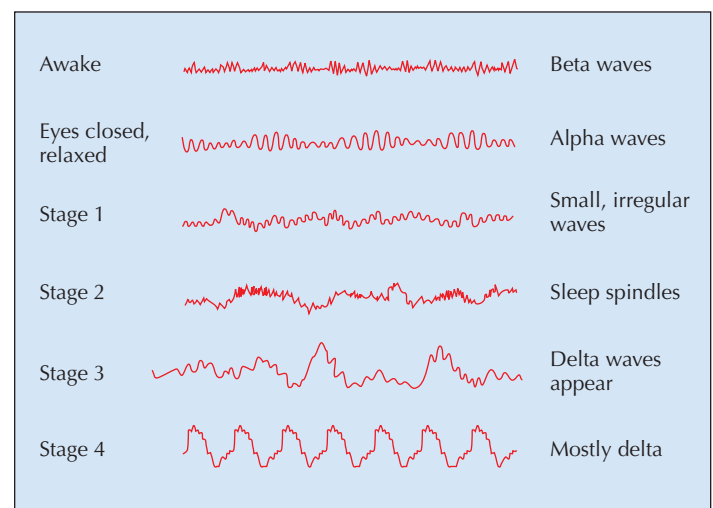 Awake
Beta waves
Eyes closed,
relaxed
Alpha waves
Stage 1
Small, irregular
waves
Stage 2
Sleep spindles
Stage 3
Delta waves
appear
Stage 4
Mostly delta